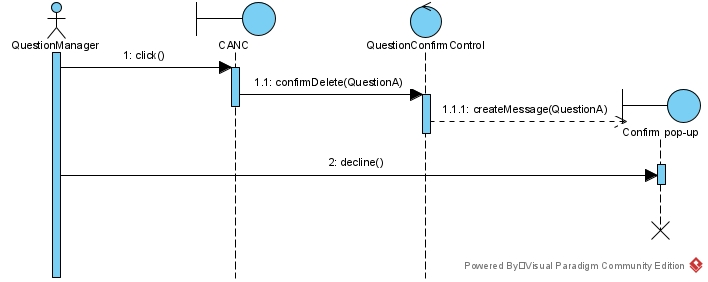 QuestionManager
CANC
QuestionConfirmControl
1: click()
1.1: confirmDelete(QuestionA)
1.1.1: createMessage(QuestionA)
Confirm pop-up
2: decline()
Powered By Visual Paradigm Community Edition